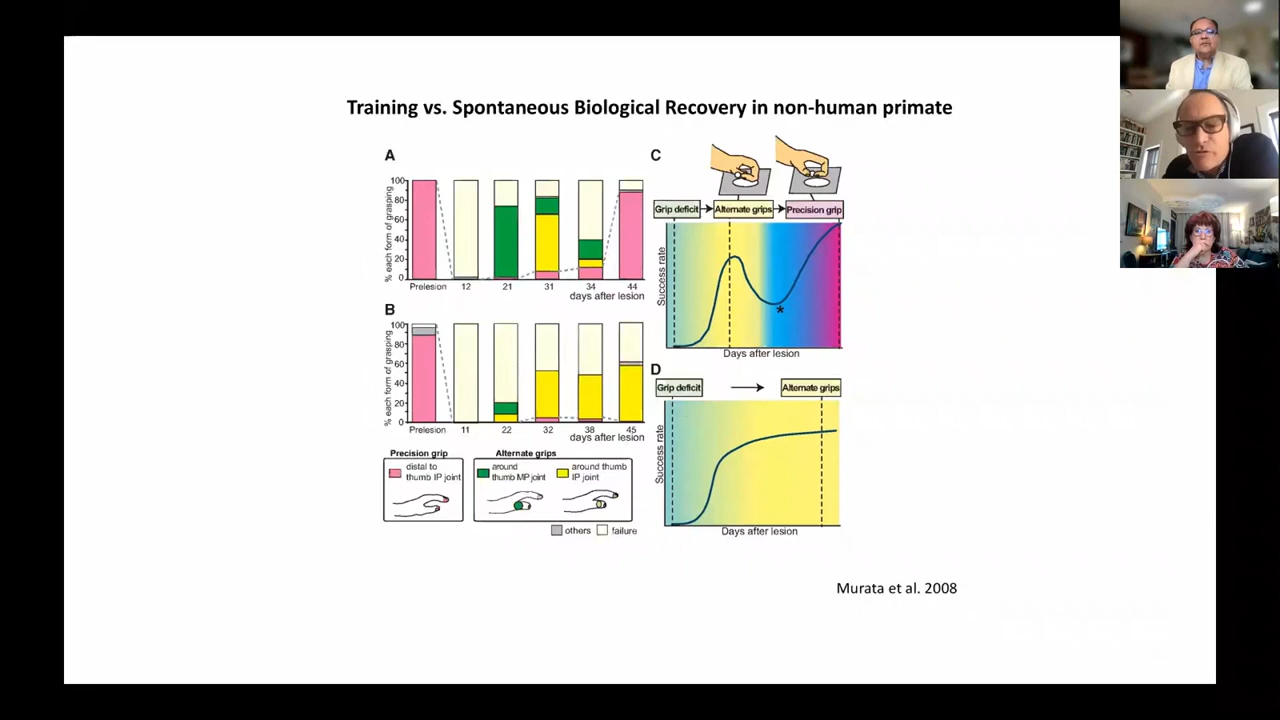 Training vs. Spontaneous Biological Recovery in non-human primate
A
% each form of grasping
100
80
60
40
20
0
Prelesion 12 21 31 34 44
days after lesion
B
% each form of grasping
100
80
60
40
20
0
Prelesion 11 22 32 38 45
days after lesion
Precision grip
distal to
thumb IP joint
Alternate grips
around
thumb MP joint
around thumb
IP joint
others failure
C
Grip deficit Alternate grips Precision grip
Success rate
*
Days after lesion
D
Grip deficit Alternate grips
Success rate
Days after lesion
Murata et al. 2008